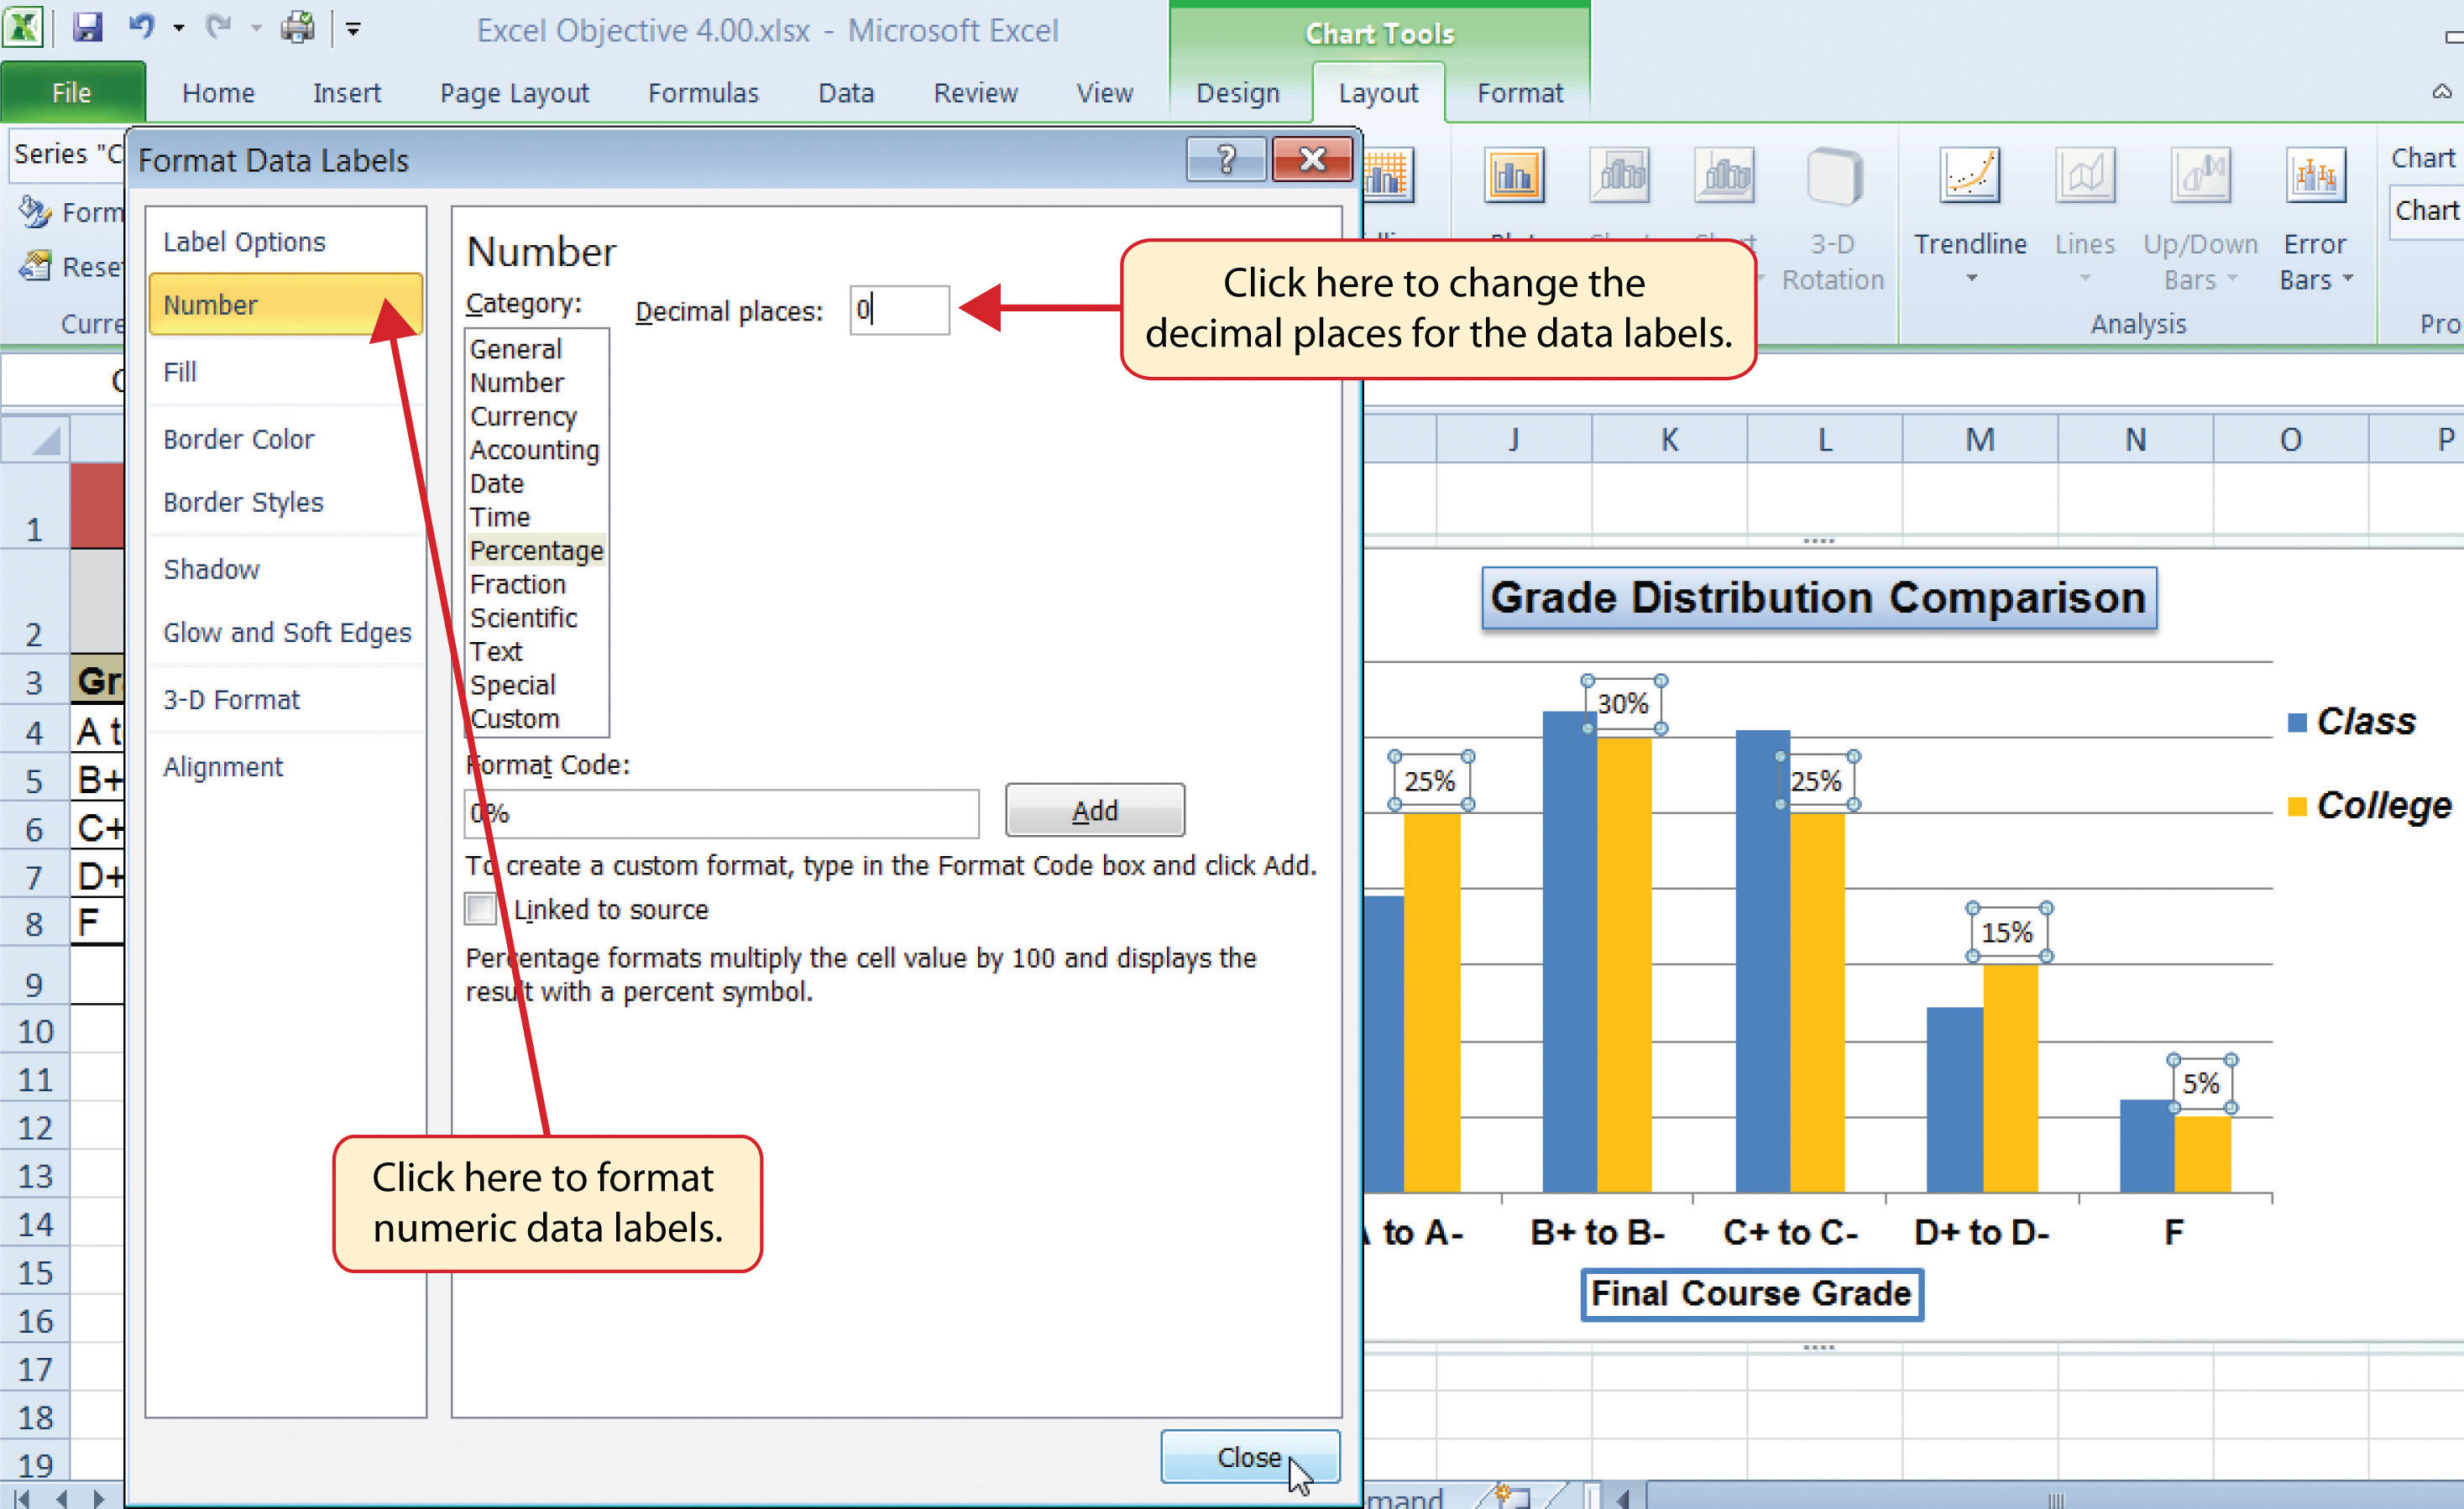 Excel Objective 4.00.xlsx - Microsoft Excel
Chart Tools
File Home Insert Page Layout Formulas Data Review View Design Layout Format
Series "C
Form
Rese
Curre
Format Data Labels
?
Label Options
Number
Fill
Border Color
Border Styles
Shadow
Glow and Soft Edges
3-D Format
Alignment
Number
Category:
Decimal places: 0
General
Number
Currency
Accounting
Date
Time
Percentage
Fraction
Scientific
Text
Special
Custom
Format Code:
0%
Add
To create a custom format, type in the Format Code box and click Add.
Linked to source
Percentage formats multiply the cell value by 100 and displays the
result with a percent symbol.
Close
Click here to change the
decimal places for the data labels.
Click here to format
numeric data labels.
3-D
Rotation
Trendline
Lines
Up/Down
Bars
Error
Bars
Analysis
Chart
Chart
Pro
J K L M N O P
1
2
3 Gr
4 A t
5 B+
6 C+
7 D+
8 F
9
10
11
12
13
14
15
16
17
18
19
Grade Distribution Comparison
25%
30%
25%
15%
5%
Class
College
to A- B+ to B- C+ to C- D+ to D- F
Final Course Grade
mand